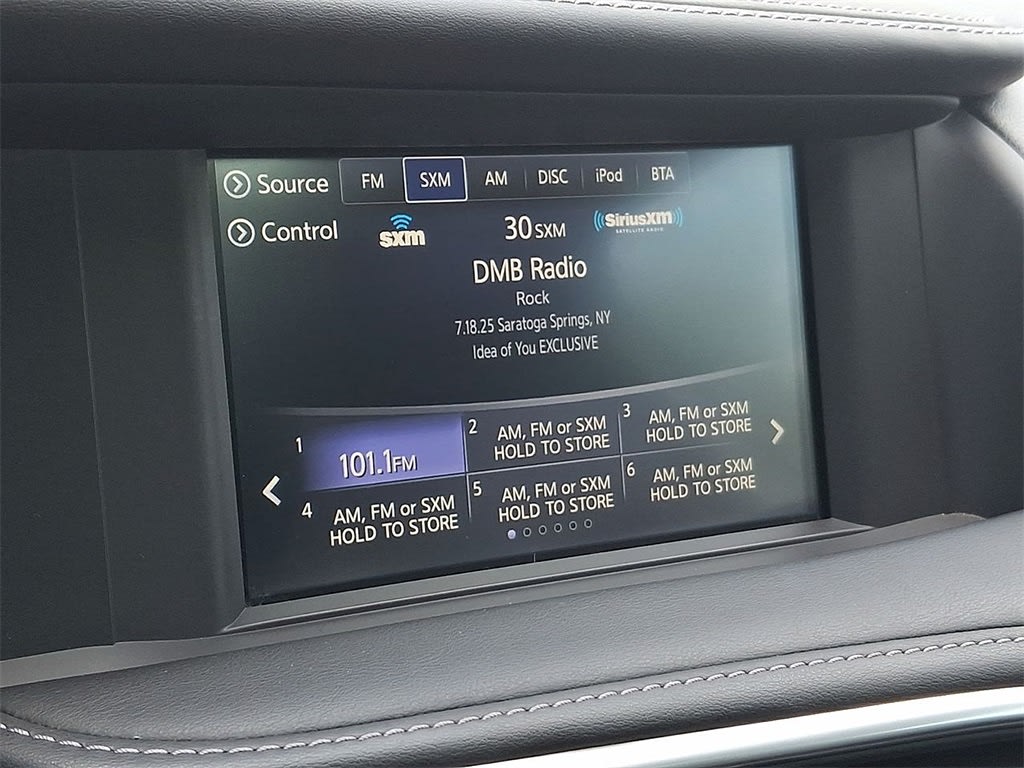 Source FM SXM AM DISC iPod BTA
Control sxm 30 SXM SiriusXM
SATELLITE RADIO
DMB Radio
Rock
7.18.25 Saratoga Springs, NY
Idea of You EXCLUSIVE
1 101.1FM
2 AM, FM or SXM
HOLD TO STORE
3 AM, FM or SXM
HOLD TO STORE
4 AM, FM or SXM
HOLD TO STORE
5 AM, FM or SXM
HOLD TO STORE
6 AM, FM or SXM
HOLD TO STORE